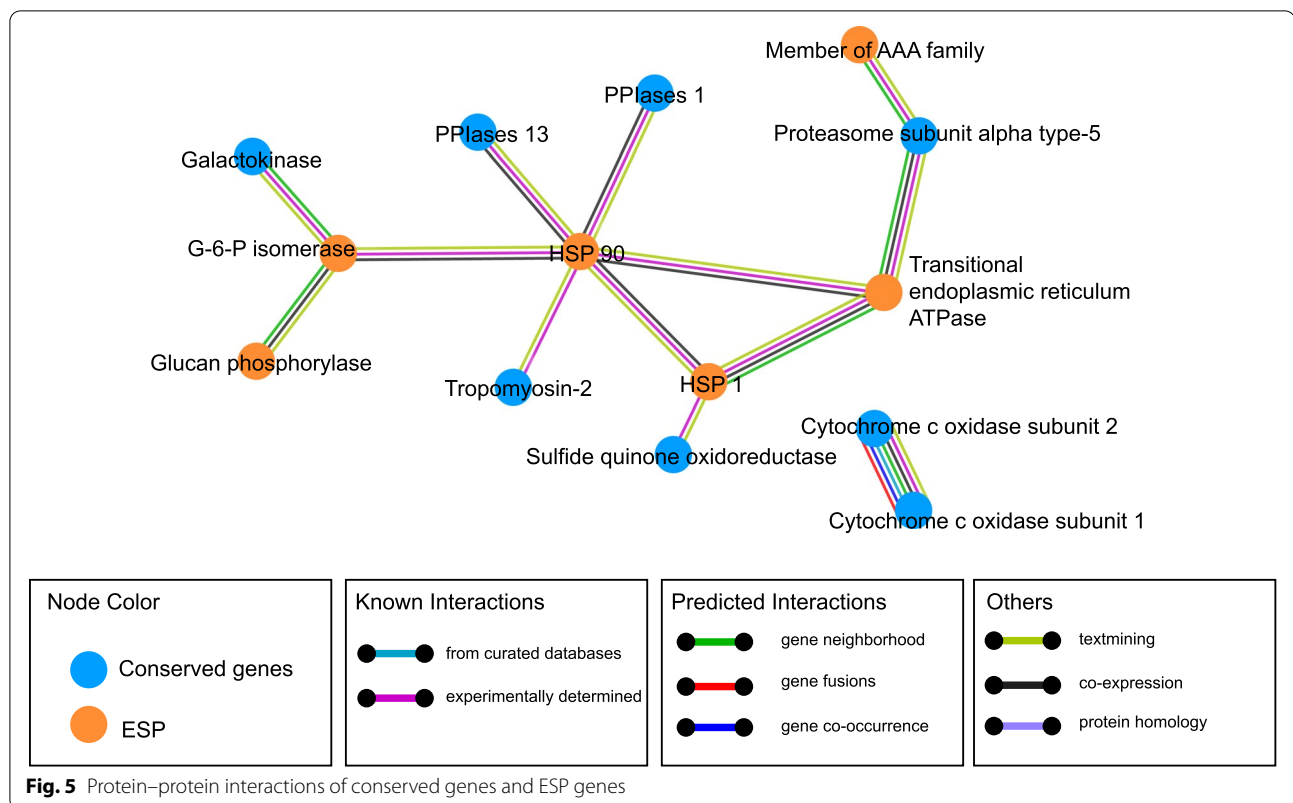 Member of AAA family
PPIases 1
PPIases 13
Proteasome subunit alpha type-5
Galactokinase
G-6-P isomerase
HSP 90
Transitional
endoplasmic reticulum
ATPase
Glucan phosphorylase
Tropomyosin-2
HSP 1
Cytochrome c oxidase subunit 2
Sulfide quinone oxidoreductase
Cytochrome c oxidase subunit 1
Node Color
Conserved genes
ESP
Known Interactions
from curated databases
experimentally determined
Predicted Interactions
gene neighborhood
gene fusions
gene co-occurrence
Others
textmining
co-expression
protein homology
Fig. 5 Protein–protein interactions of conserved genes and ESP genes